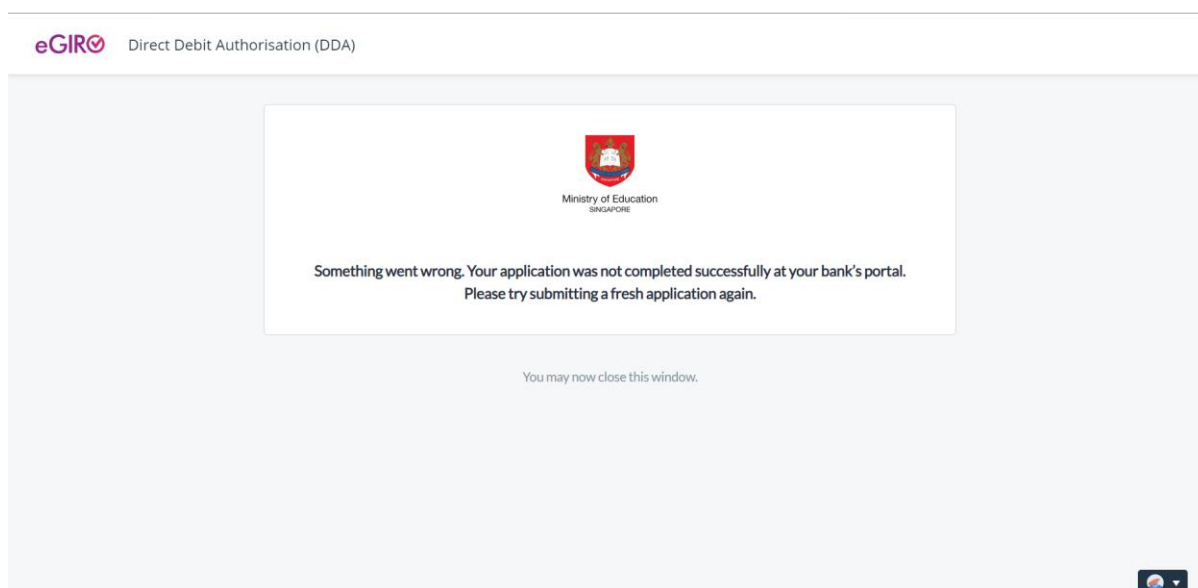 eGIRO
Direct Debit Authorisation (DDA)
Ministry of Education
SINGAPORE
Something went wrong. Your application was not completed successfully at your bank's portal.
Please try submitting a fresh application again.
You may now close this window.